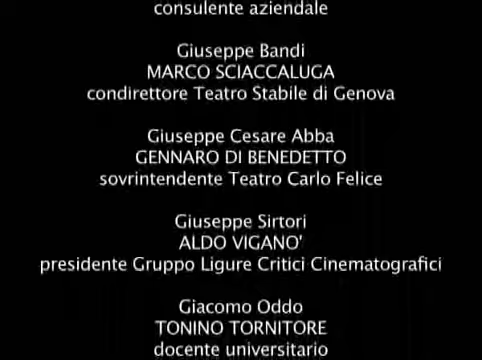 consulente aziendale
Giuseppe Bandi
MARCO SCIACCALUGA
condirettore Teatro Stabile di Genova
Giuseppe Cesare Abba
GENNARO DI BENEDETTO
sovrintendente Teatro Carlo Felice
Giuseppe Sirtori
ALDO VIGANO'
presidente Gruppo Ligure Critici Cinematografici
Giacomo Oddo
TONINO TORNITORE
docente universitario